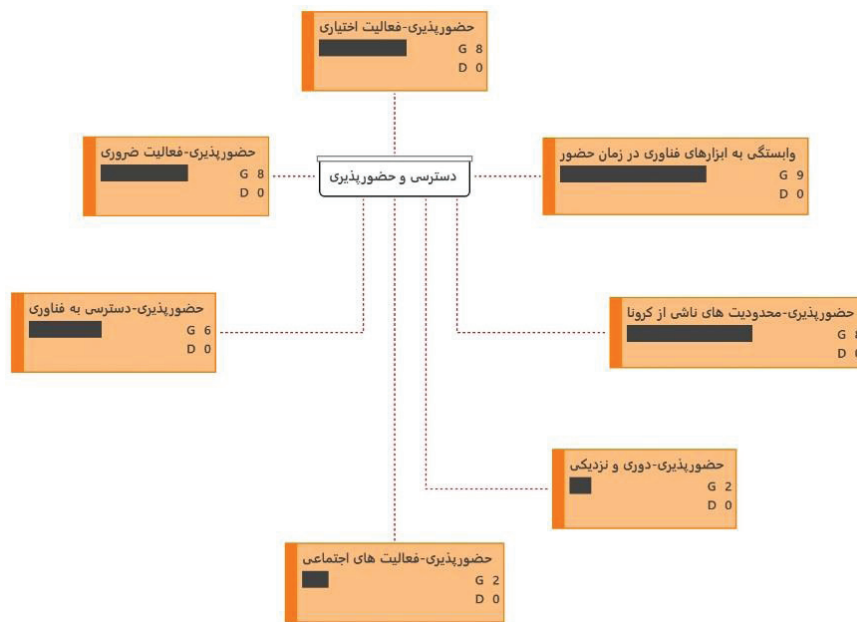 حضورپذیری-فعالیت اختیاری
G 8
D 0
حضورپذیری-فعالیت ضروری
G 8
D 0
دسترسی و حضورپذیری
وابستگی به ابزارهای فناوری در زمان حضور
G 9
D 0
حضورپذیری-دسترسی به فناوری
G 6
D 0
حضورپذیری-محدودیت های ناشی از کرونا
G 8
D 0
حضورپذیری-دوری و نزدیکی
G 2
D 0
حضورپذیری-فعالیت های اجتماعی
G 2
D 0